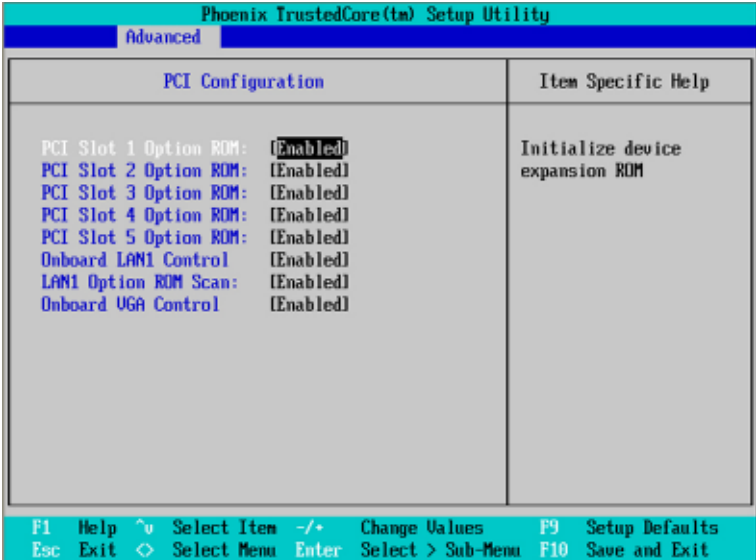 Phoenix TrustedCore(tm) Setup Utility
Advanced
PCI Configuration
Item Specific Help
PCI Slot 1 Option ROM: [Enabled]
PCI Slot 2 Option ROM: [Enabled]
PCI Slot 3 Option ROM: [Enabled]
PCI Slot 4 Option ROM: [Enabled]
PCI Slot 5 Option ROM: [Enabled]
Onboard LAN1 Control [Enabled]
LAN1 Option ROM Scan: [Enabled]
Onboard VGA Control [Enabled]
Initialize device
expansion ROM
F1 Help ^v Select Item -/+ Change Values F9 Setup Defaults
Esc Exit <> Select Menu Enter Select > Sub-Menu F10 Save and Exit